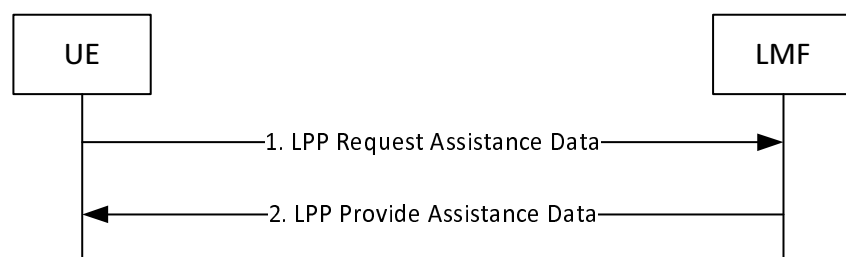 UE
LMF
1. LPP Request Assistance Data
2. LPP Provide Assistance Data